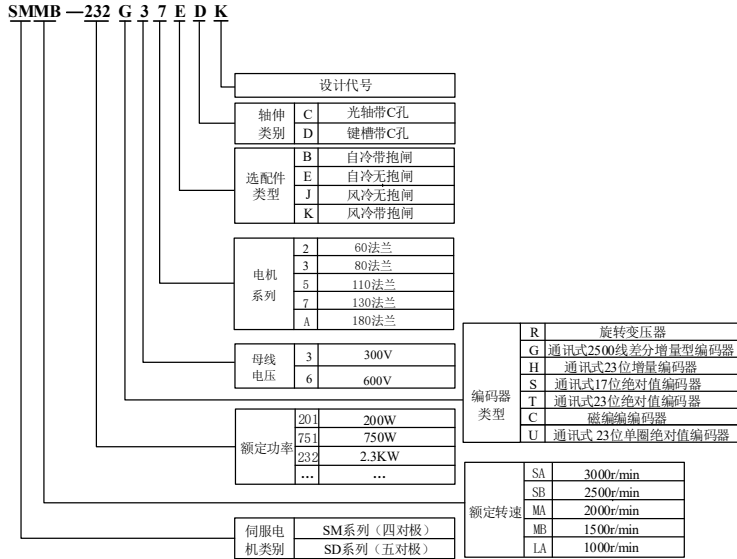 SMMB—232 G 3 7 E D K
设计代号
轴伸类别
C 光轴带C孔
D 键槽带C孔
选配件类型
B 自冷带抱闸
E 自冷无抱闸
J 风冷无抱闸
K 风冷带抱闸
电机系列
2 60法兰
3 80法兰
5 110法兰
7 130法兰
A 180法兰
母线电压
3 300V
6 600V
编码器类型
R 旋转变压器
G 通讯式2500线差分增量型编码器
H 通讯式23位增量编码器
S 通讯式17位绝对值编码器
T 通讯式23位绝对值编码器
C 磁编编编码器
U 通讯式 23位单圈绝对值编码器
额定功率
201 200W
751 750W
232 2.3KW
... ...
额定转速
SA 3000r/min
SB 2500r/min
MA 2000r/min
MB 1500r/min
LA 1000r/min
伺服电机类别
SM系列（四对极）
SD系列（五对极）